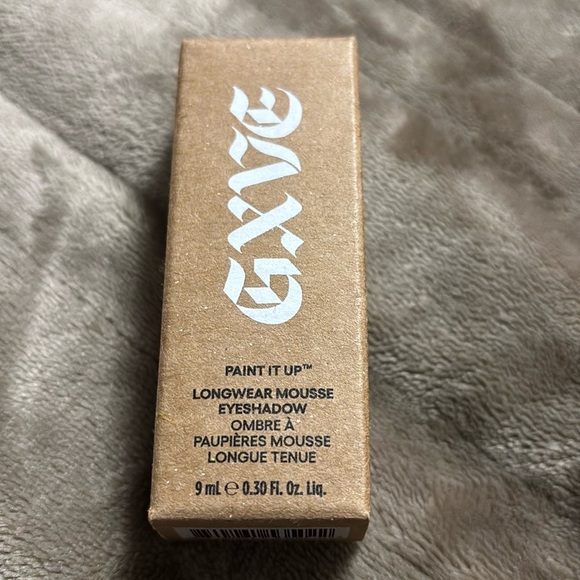 GXVE
PAINT IT UP™
LONGWEAR MOUSSE
EYESHADOW
OMBRE À
PAUPIÈRES MOUSSE
LONGUE TENUE
9 mL ℮ 0.30 Fl. Oz. Liq.